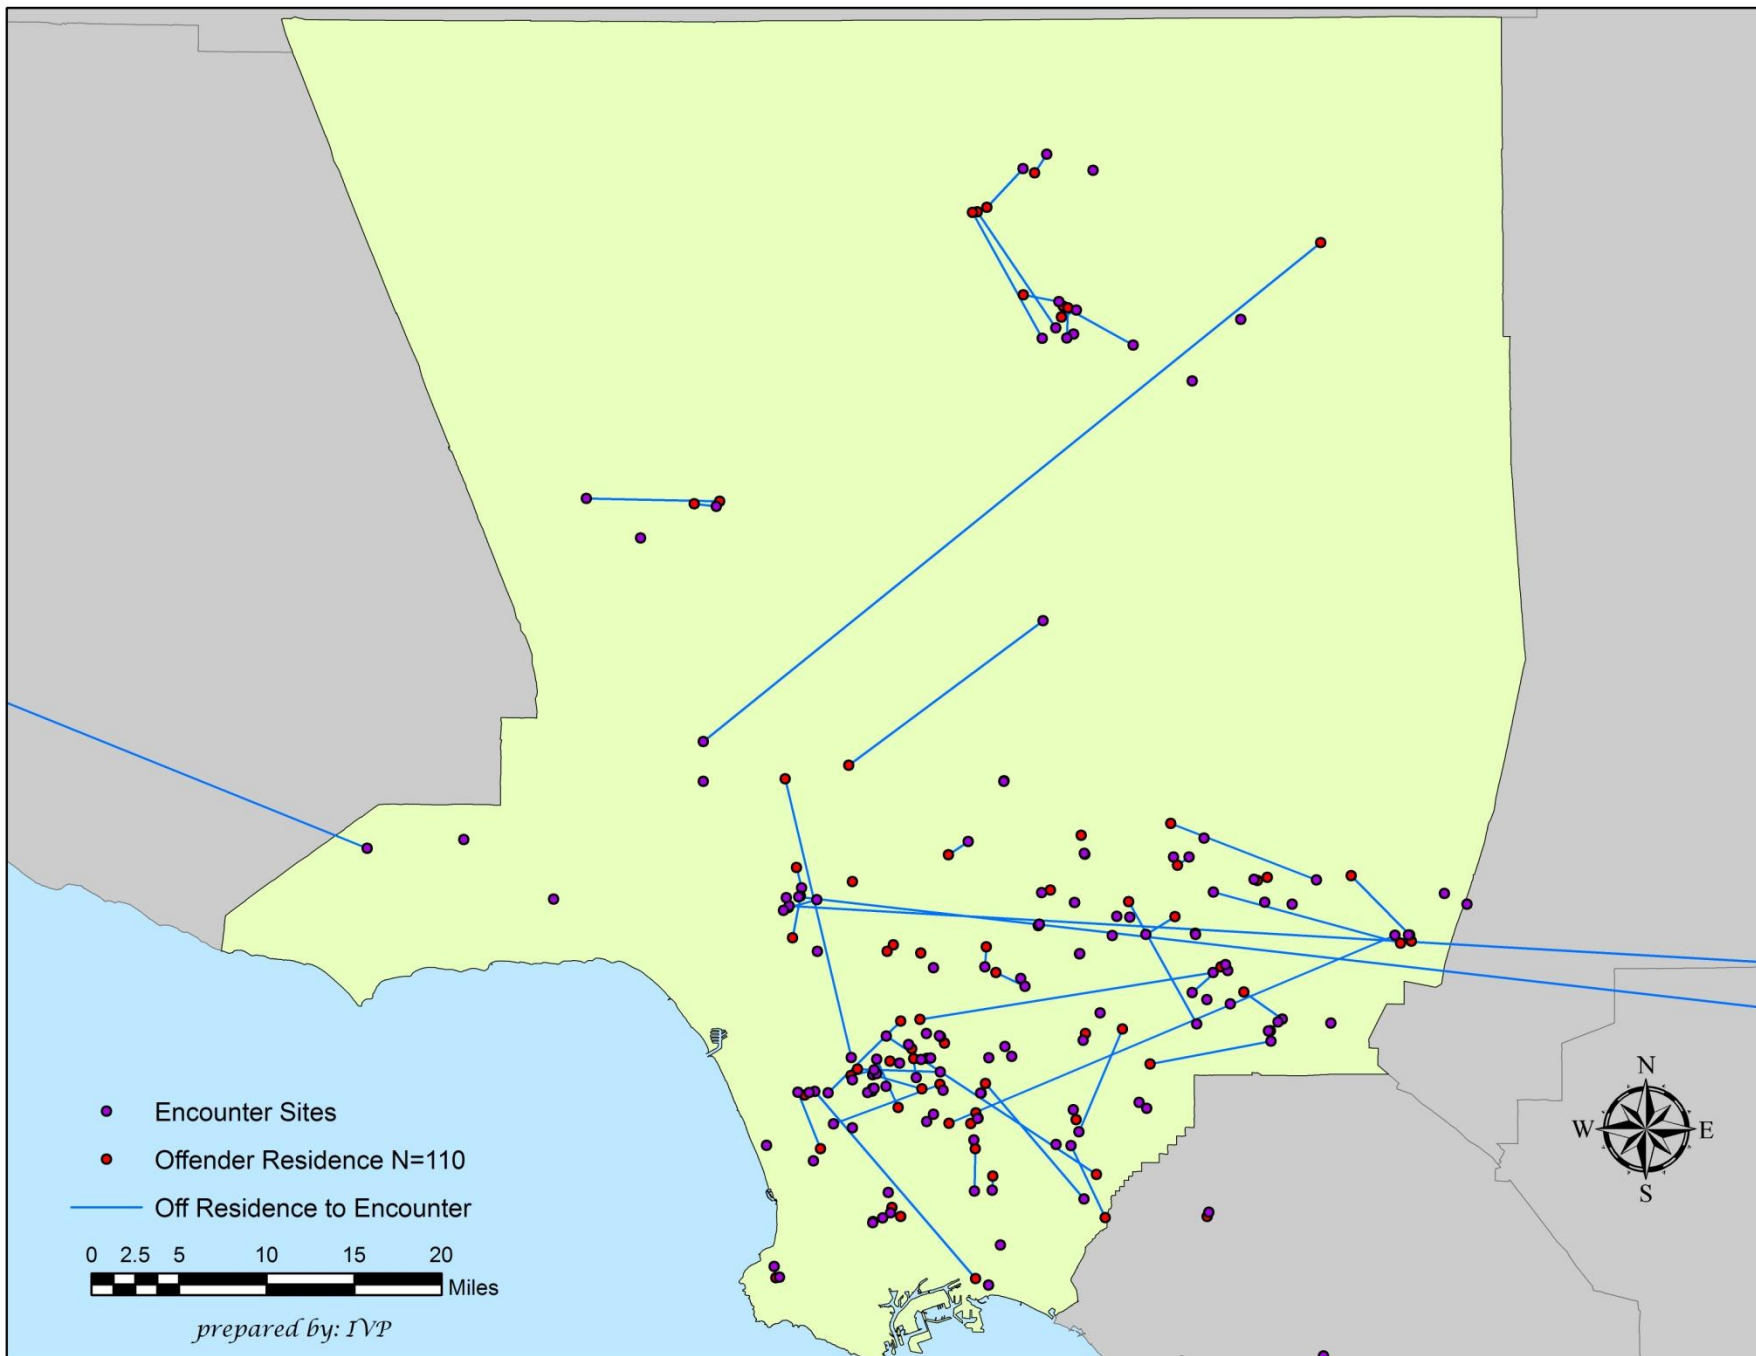 Encounter Sites
Offender Residence N=110
Off Residence to Encounter
0 2.5 5 10 15 20
Miles
prepared by: IVP
N
W E
S